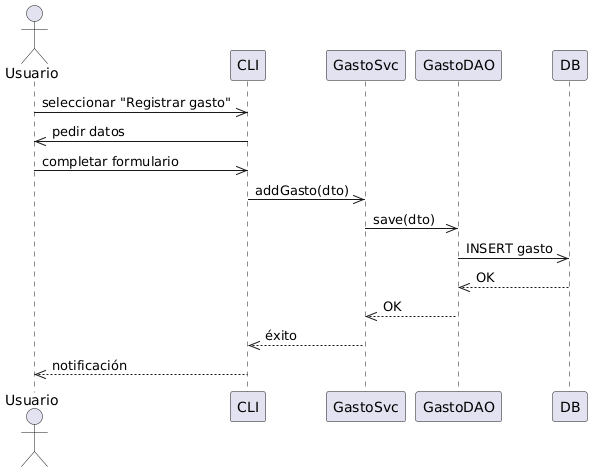 Usuario
CLI
GastoSvc
GastoDAO
DB
seleccionar "Registrar gasto"
pedir datos
completar formulario
addGasto(dto)
save(dto)
INSERT gasto
OK
OK
éxito
notificación
Usuario
CLI
GastoSvc
GastoDAO
DB